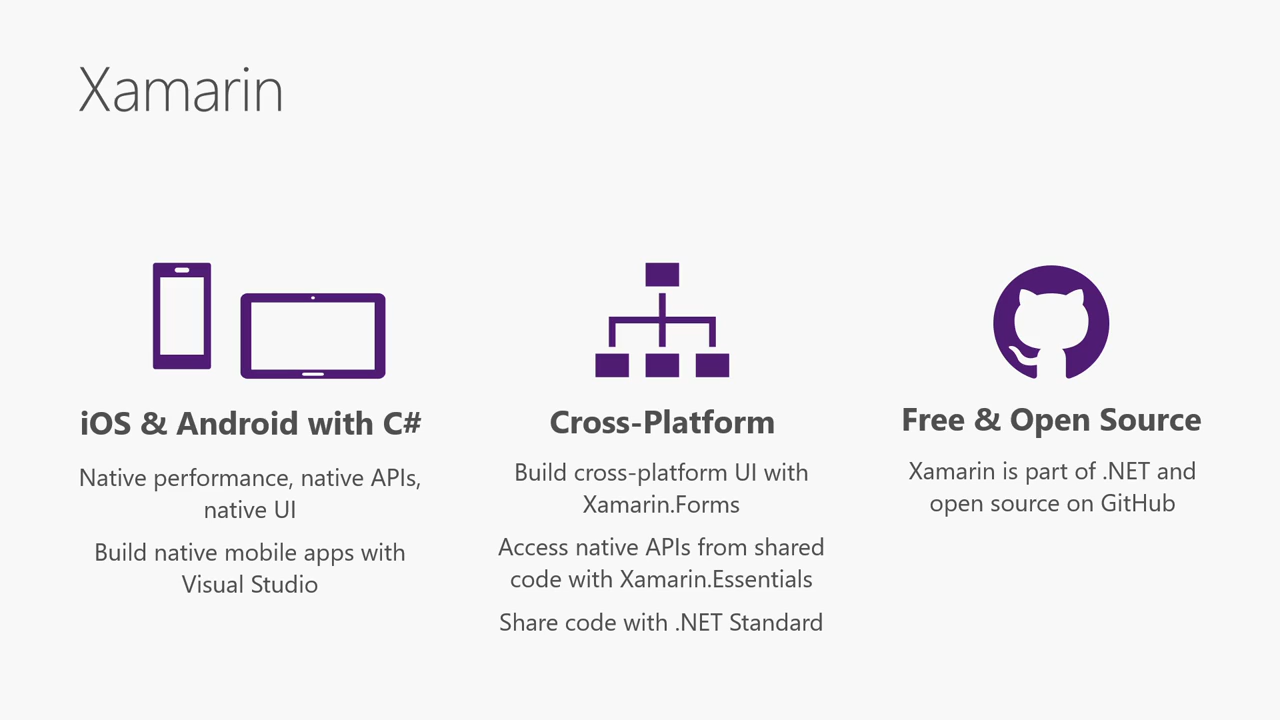 Xamarin
iOS & Android with C#
Native performance, native APIs,
native UI
Build native mobile apps with
Visual Studio
Cross-Platform
Build cross-platform UI with
Xamarin.Forms
Access native APIs from shared
code with Xamarin.Essentials
Share code with .NET Standard
Free & Open Source
Xamarin is part of .NET and
open source on GitHub